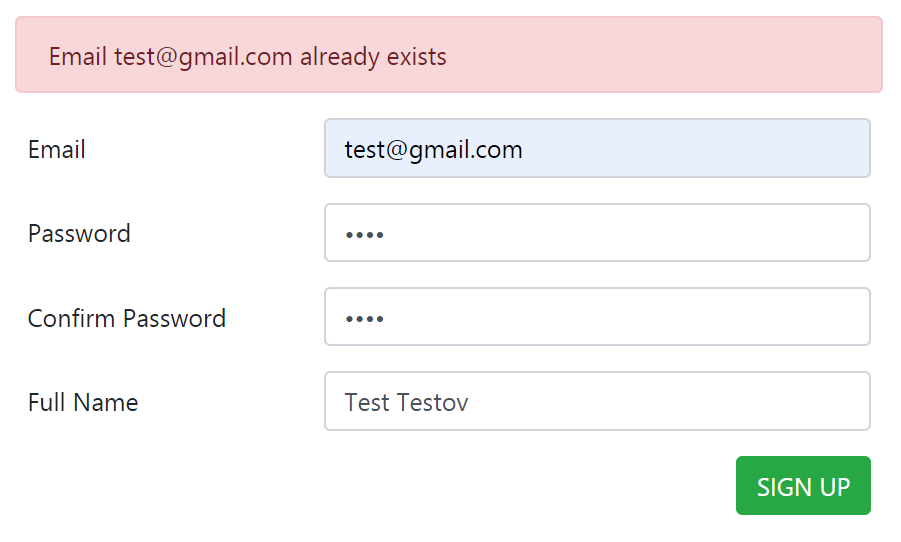 Email test@gmail.com already exists
Email test@gmail.com
Password ••••
Confirm Password ••••
Full Name Test Testov
SIGN UP